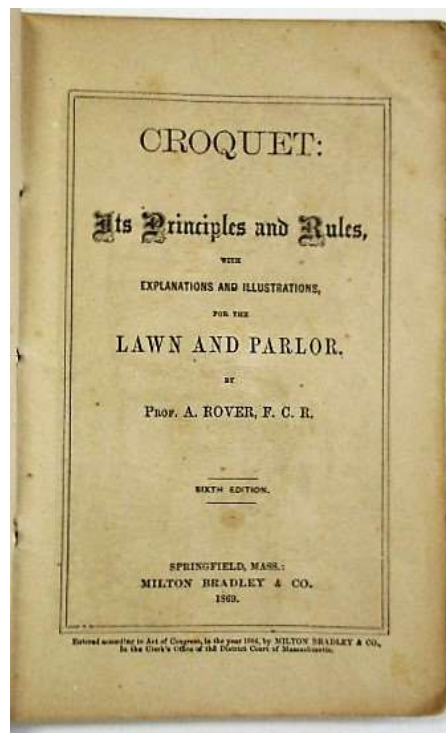 CROQUET:
Its Principles and Rules,
WITH
EXPLANATIONS AND ILLUSTRATIONS,
FOR THE
LAWN AND PARLOR.
BY
PROF. A. ROVER, F. C. R.
SIXTH EDITION.
SPRINGFIELD, MASS.:
MILTON BRADLEY & CO.
1869.
Entered according to Act of Congress, in the year 1866, by MILTON BRADLEY & CO.,
In the Clerk's Office of the District Court of Massachusetts.